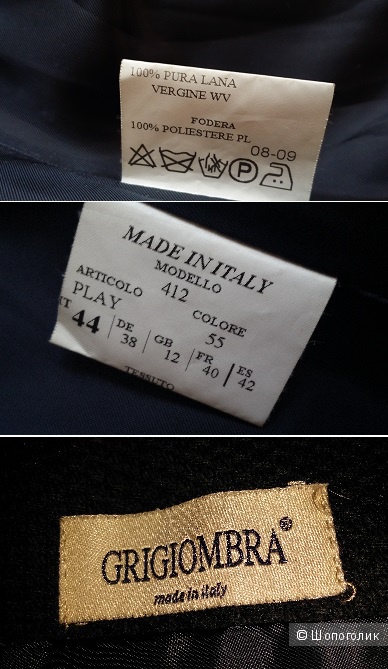 100% PURA LANA
VERGINE WV
FODERA
100% POLIESTERE PL
08-09
P
MADE IN ITALY
MODELLO
412
ARTICOLO
PLAY
COLORE
55
IT 44 DE 38 GB 12 FR 40 ES 42
TESSUTO
GRIGIOMBRA®
made in italy
© Шопоголик